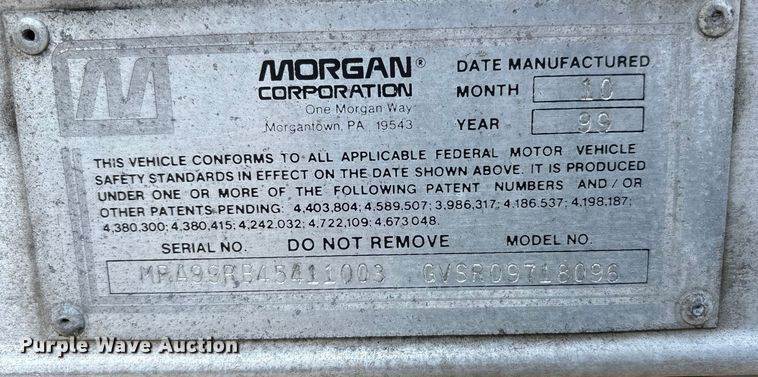 M
MORGAN®
CORPORATION
One Morgan Way
Morgantown, PA 19543
DATE MANUFACTURED
MONTH 10
YEAR 99
THIS VEHICLE CONFORMS TO ALL APPLICABLE FEDERAL MOTOR VEHICLE
SAFETY STANDARDS IN EFFECT ON THE DATE SHOWN ABOVE. IT IS PRODUCED
UNDER ONE OR MORE OF THE FOLLOWING PATENT NUMBERS AND/OR
OTHER PATENTS PENDING. 4,403,804; 4,589,507; 3,986,317; 4,186,537; 4,198,187;
4,380,300; 4,380,415; 4,242,032; 4,722,109; 4,673,048.
SERIAL NO. DO NOT REMOVE MODEL NO.
GVSR09718096
Purple Wave Auction